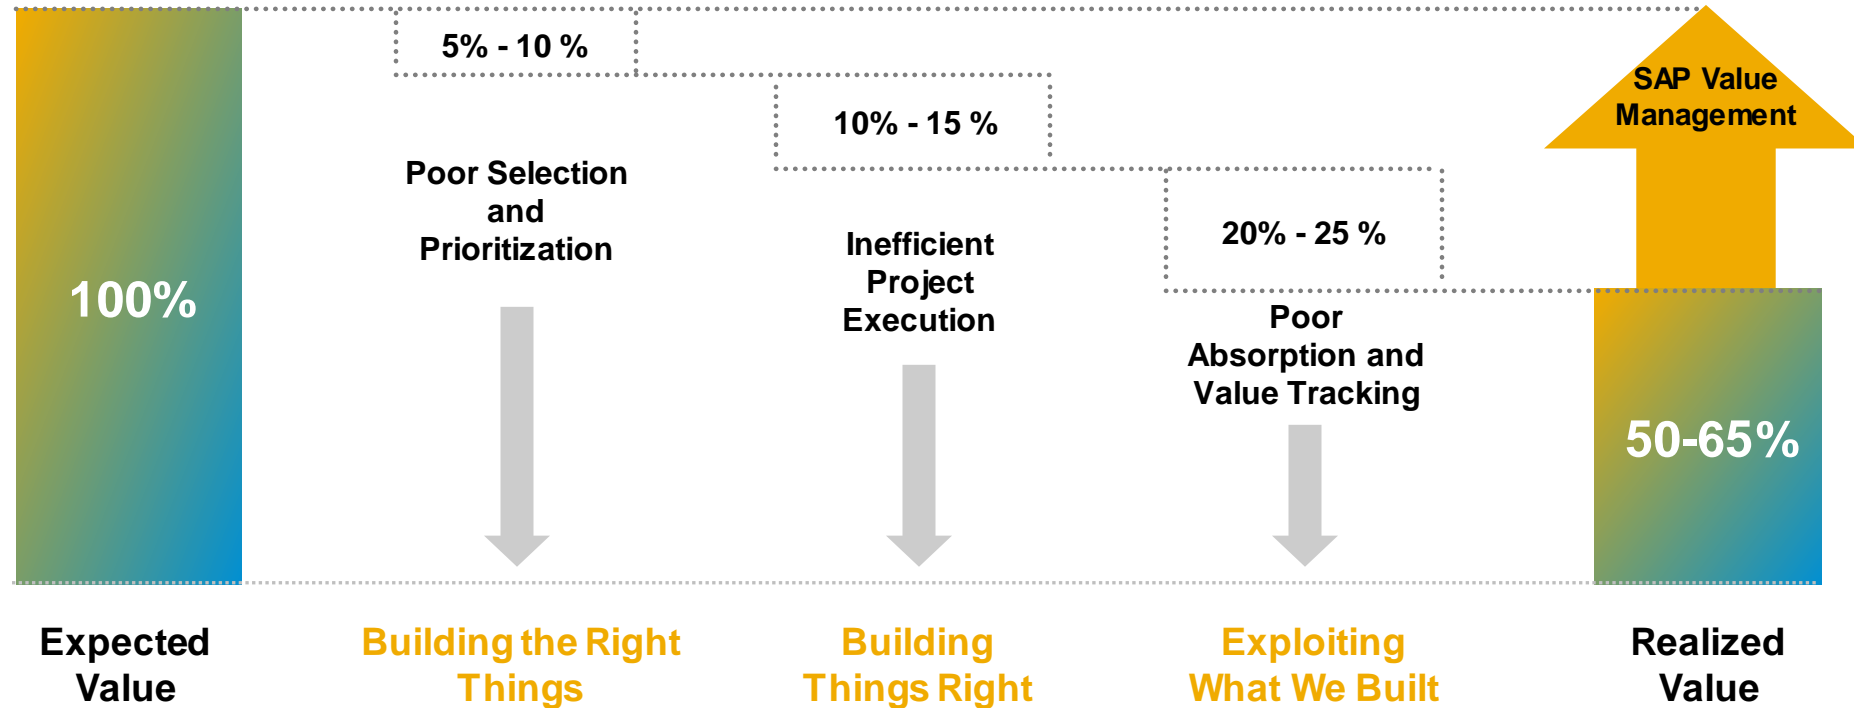 100%
5% - 10 %
Poor Selection
and
Prioritization
10% - 15 %
Inefficient
Project
Execution
20% - 25 %
Poor
Absorption and
Value Tracking
SAP Value
Management
50-65%
Expected
Value
Building the Right
Things
Building
Things Right
Exploiting
What We Built
Realized
Value